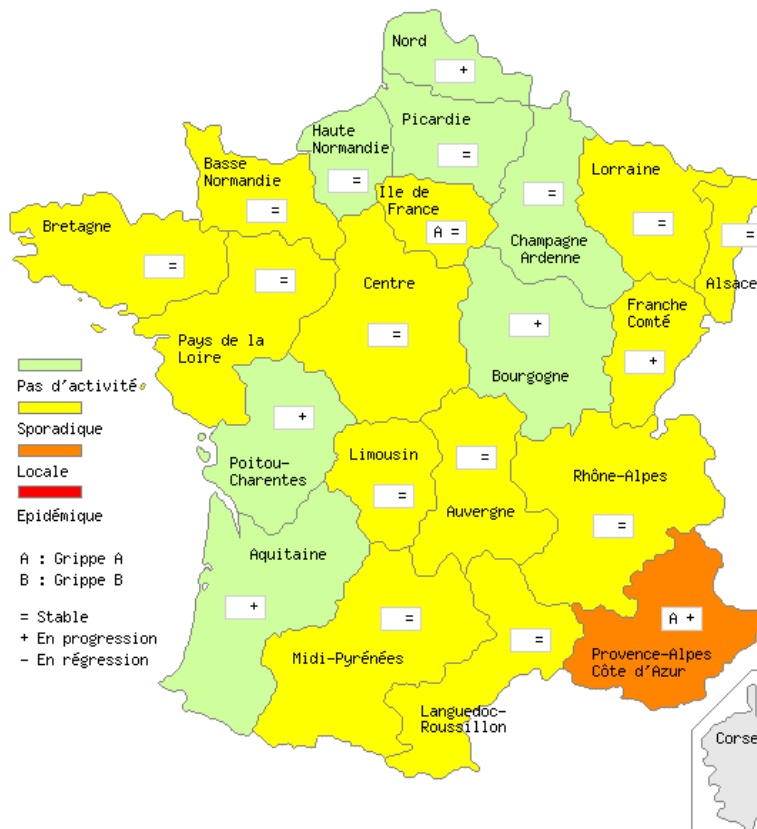 Nord
+
Haute
Normandie
=
Picardie
=
Basse
Normandie
=
Ile de
France
A =
=
Champagne
Ardenne
Lorraine
=
=
Alsace
Bretagne
=
=
Pays de la
Loire
Centre
=
+
Bourgogne
Franche
Comté
+
Pas d'activité
Sporadique
Locale
Epidémique
+
Poitou-
Charentes
Limousin
=
=
Auvergne
Rhône-Alpes
=
Aquitaine
+
A : Grippe A
B : Grippe B
= Stable
+ En progression
- En régression
=
Midi-Pyrénées
=
Languedoc-
Roussillon
A +
Provence-Alpes
Côte d'Azur
Corse